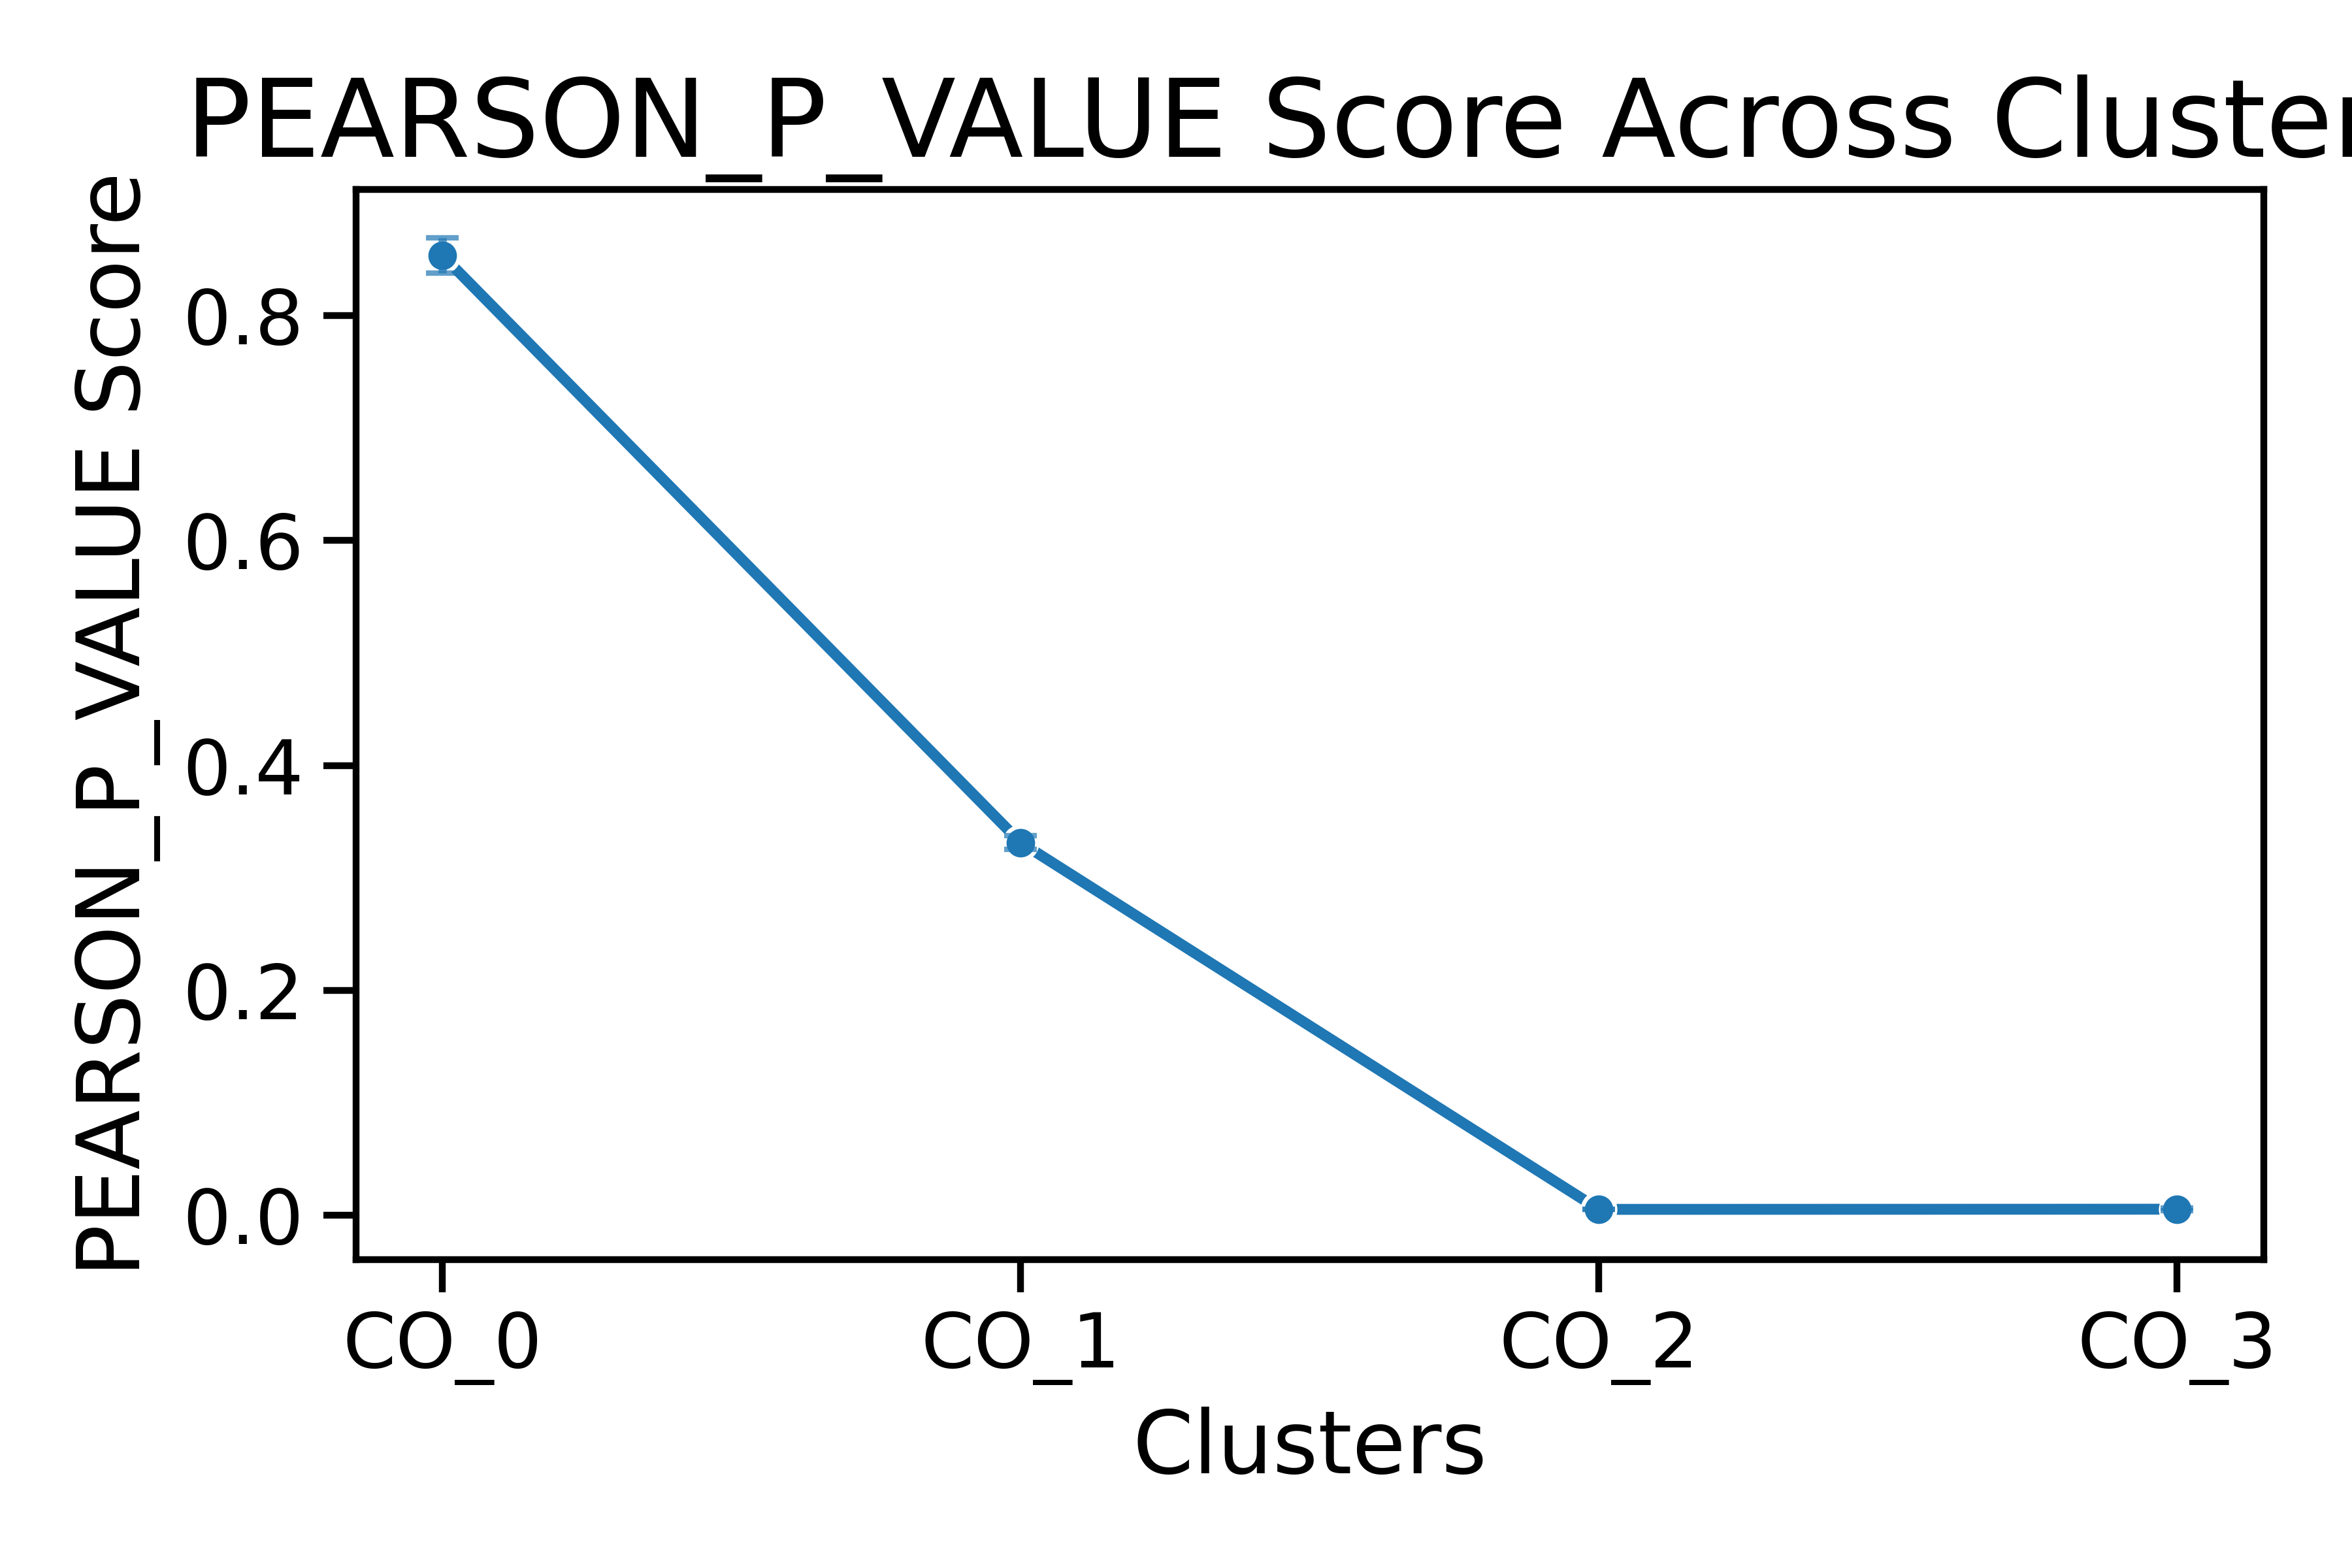 PEARSON_P_VALUE Score Across Cluster
PEARSON_P_VALUE Score
0.8
0.6
0.4
0.2
0.0
CO_0 CO_1 CO_2 CO_3
Clusters